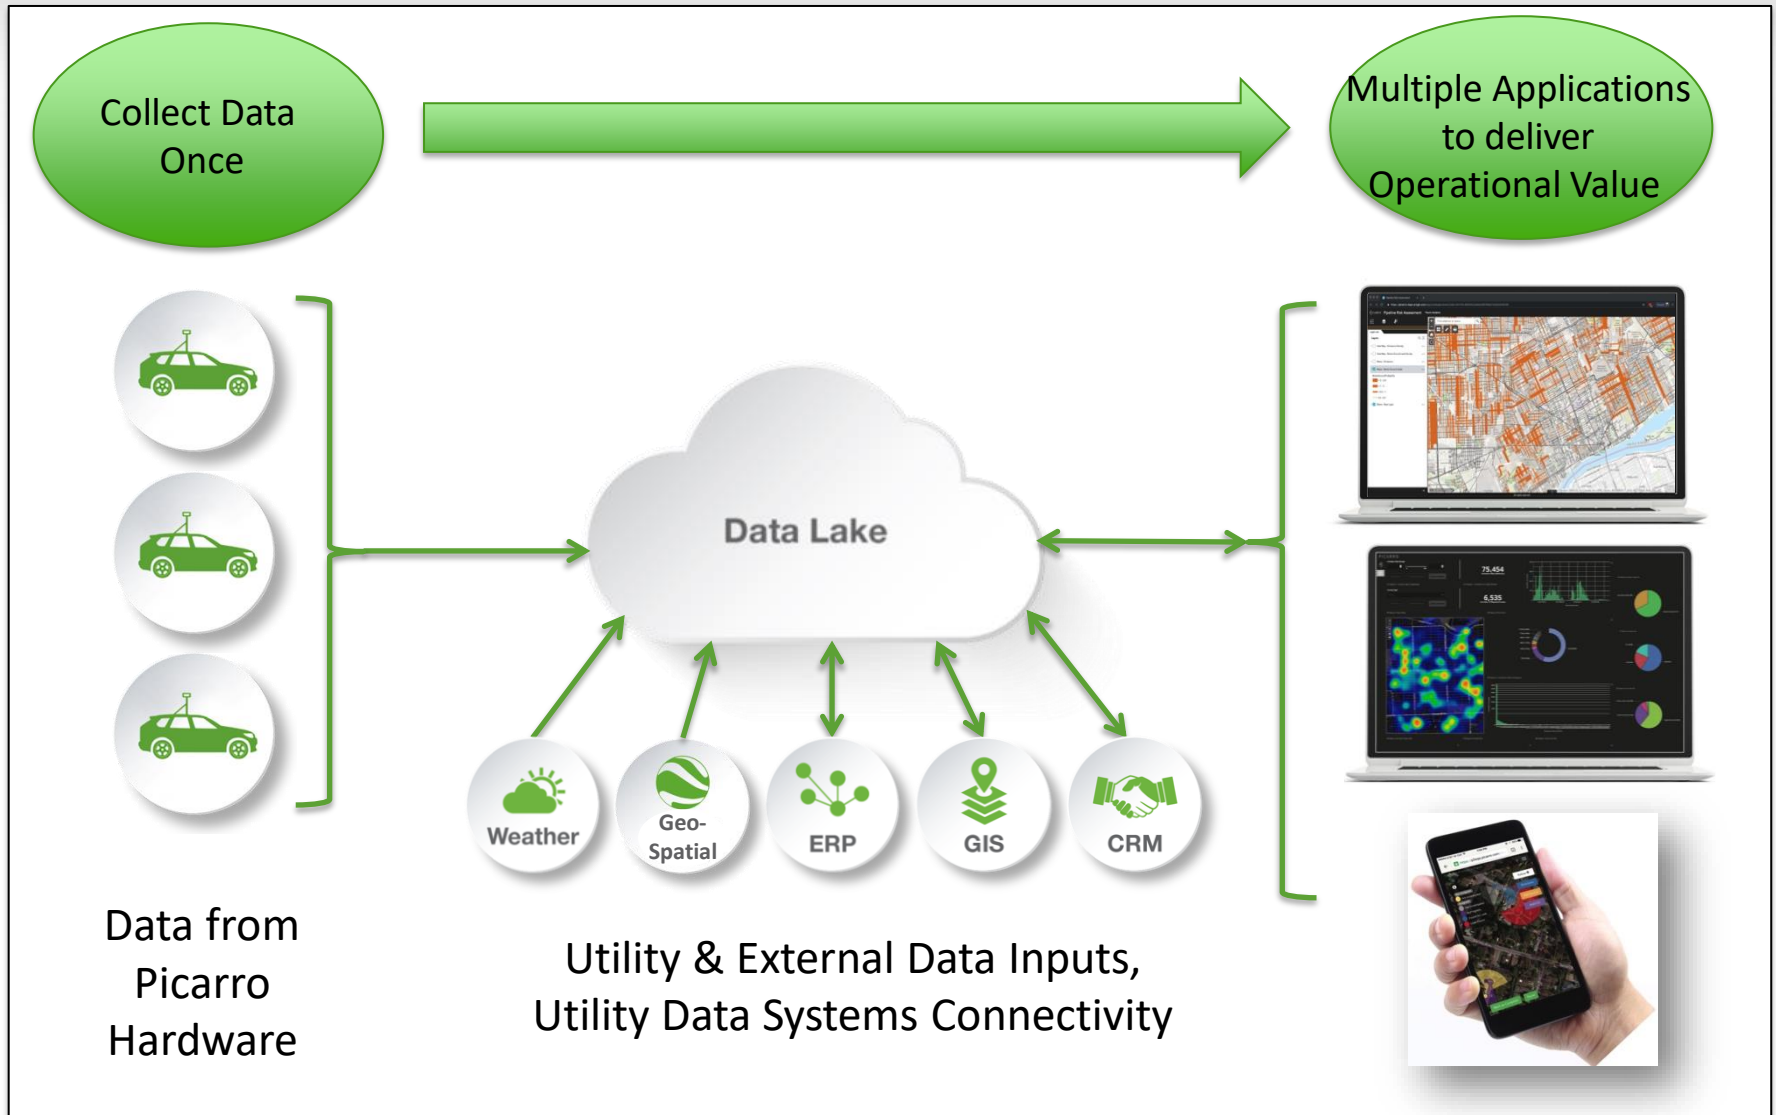 Collect Data
Once
Multiple Applications
to deliver
Operational Value
Data Lake
75,454
6,535
Weather
Geo-
Spatial
ERP
GIS
CRM
Data from
Picarro
Hardware
Utility & External Data Inputs,
Utility Data Systems Connectivity